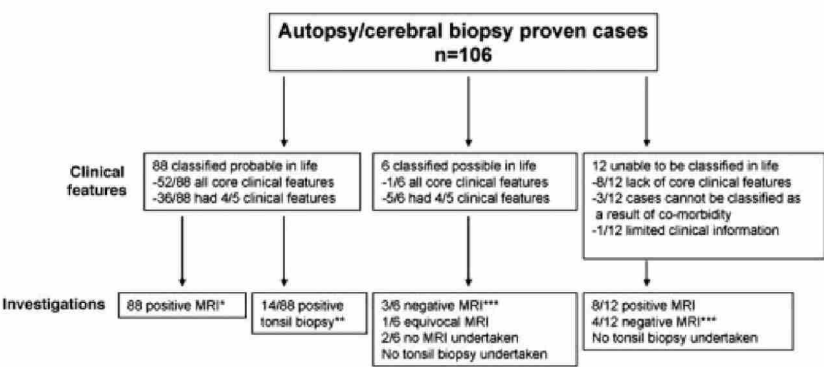 Autopsy/cerebral biopsy proven cases
n=106
Clinical
features
88 classified probable in life
-52/88 all core clinical features
-36/88 had 4/5 clinical features
6 classified possible in life
-1/6 all core clinical features
-5/6 had 4/5 clinical features
12 unable to be classified in life
-8/12 lack of core clinical features
-3/12 cases cannot be classified as
a result of co-morbidity
-1/12 limited clinical information
Investigations
88 positive MRI*
14/88 positive
tonsil biopsy**
3/6 negative MRI***
1/6 equivocal MRI
2/6 no MRI undertaken
No tonsil biopsy undertaken
8/12 positive MRI
4/12 negative MRI***
No tonsil biopsy undertaken